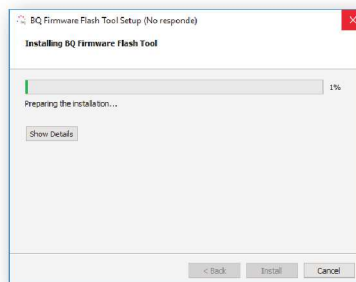 BQ Firmware Flash Tool Setup (No responde)
Installing BQ Firmware Flash Tool
1%
Preparing the installation...
Show Details
< Back
Install
Cancel